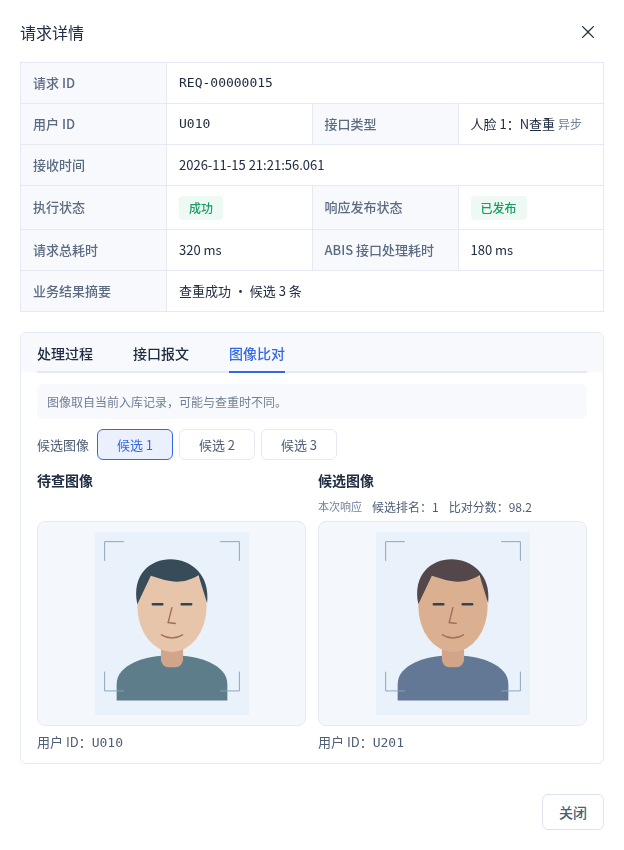 请求详情
请求 ID REQ-00000015
用户 ID U010 接口类型 人脸 1：N查重 异步
接收时间 2026-11-15 21:21:56.061
执行状态 成功 响应发布状态 已发布
请求总耗时 320 ms ABIS 接口处理耗时 180 ms
业务结果摘要 查重成功 · 候选 3 条
处理过程 接口报文 图像比对
图像取自当前入库记录，可能与查重时不同。
候选图像 候选 1 候选 2 候选 3
待查图像 候选图像
本次响应 候选排名：1 比对分数：98.2
用户 ID：U010 用户 ID：U201
关闭